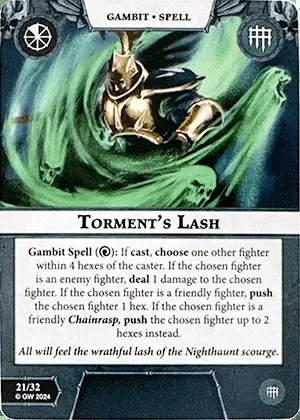 GAMBIT • SPELL
TORMENT'S LASH
Gambit Spell (): If cast, choose one other fighter
within 4 hexes of the caster. If the chosen fighter
is an enemy fighter, deal 1 damage to the chosen
fighter. If the chosen fighter is a friendly fighter, push
the chosen fighter 1 hex. If the chosen fighter is a
friendly Chainrasp, push the chosen fighter up to 2
hexes instead.
All will feel the wrathful lash of the Nighthaunt scourge.
21/32
© GW 2024